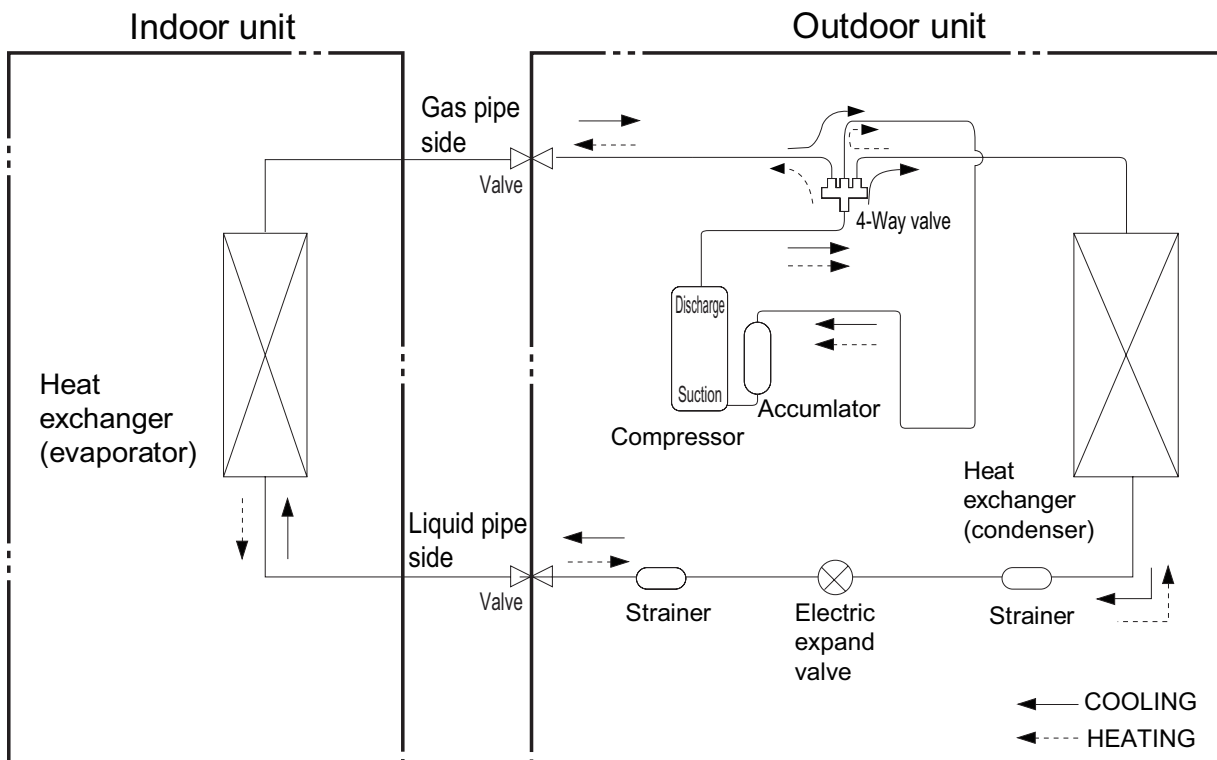 Indoor unit
Outdoor unit
Gas pipe
side
Valve
4-Way valve
Discharge
Suction
Compressor
Accumlator
Heat
exchanger
(evaporator)
Heat
exchanger
(condenser)
Liquid pipe
side
Valve
Strainer
Electric
expand
valve
Strainer
COOLING
HEATING